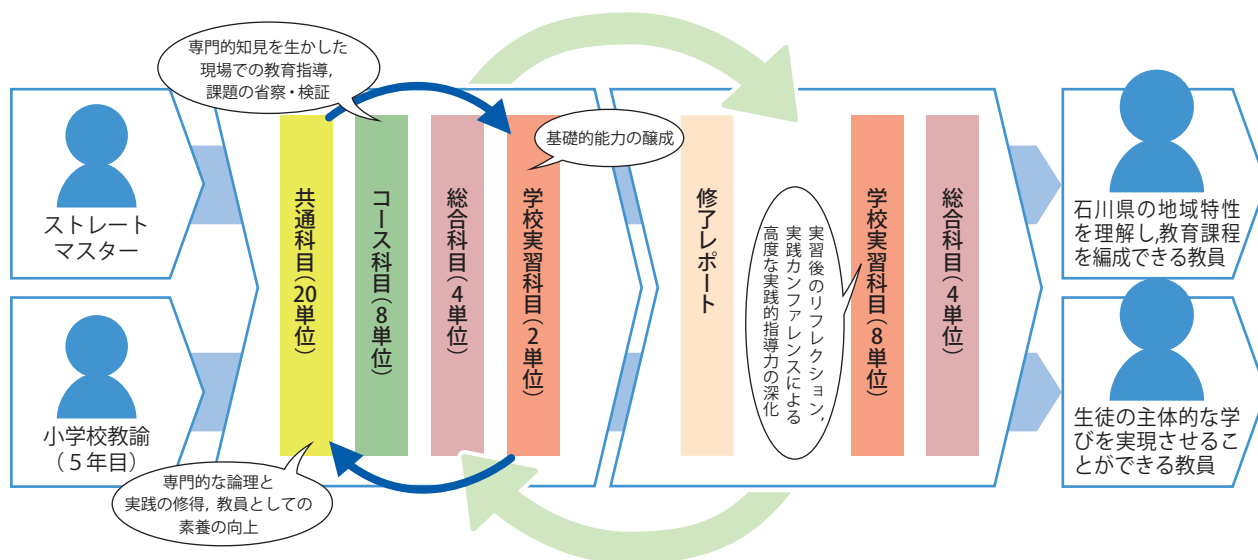 専門的知見を生かした
現場での教育指導,
課題の省察・検証
基礎的能力の醸成
ストレート
マスター
小学校教諭
(5年目)
共通科目(20単位)
コース科目(8単位)
総合科目(4単位)
学校実習科目(2単位)
専門的な論理と
実践の修得, 教員としての
素養の向上
修了レポート
実習後のリフレクション,
実践カンファレンスによる
高度な実践的指導力の深化
学校実習科目(8単位)
総合科目(4単位)
石川県の地域特性
を理解し,教育課程
を編成できる教員
生徒の主体的な学
びを実現させるこ
とができる教員